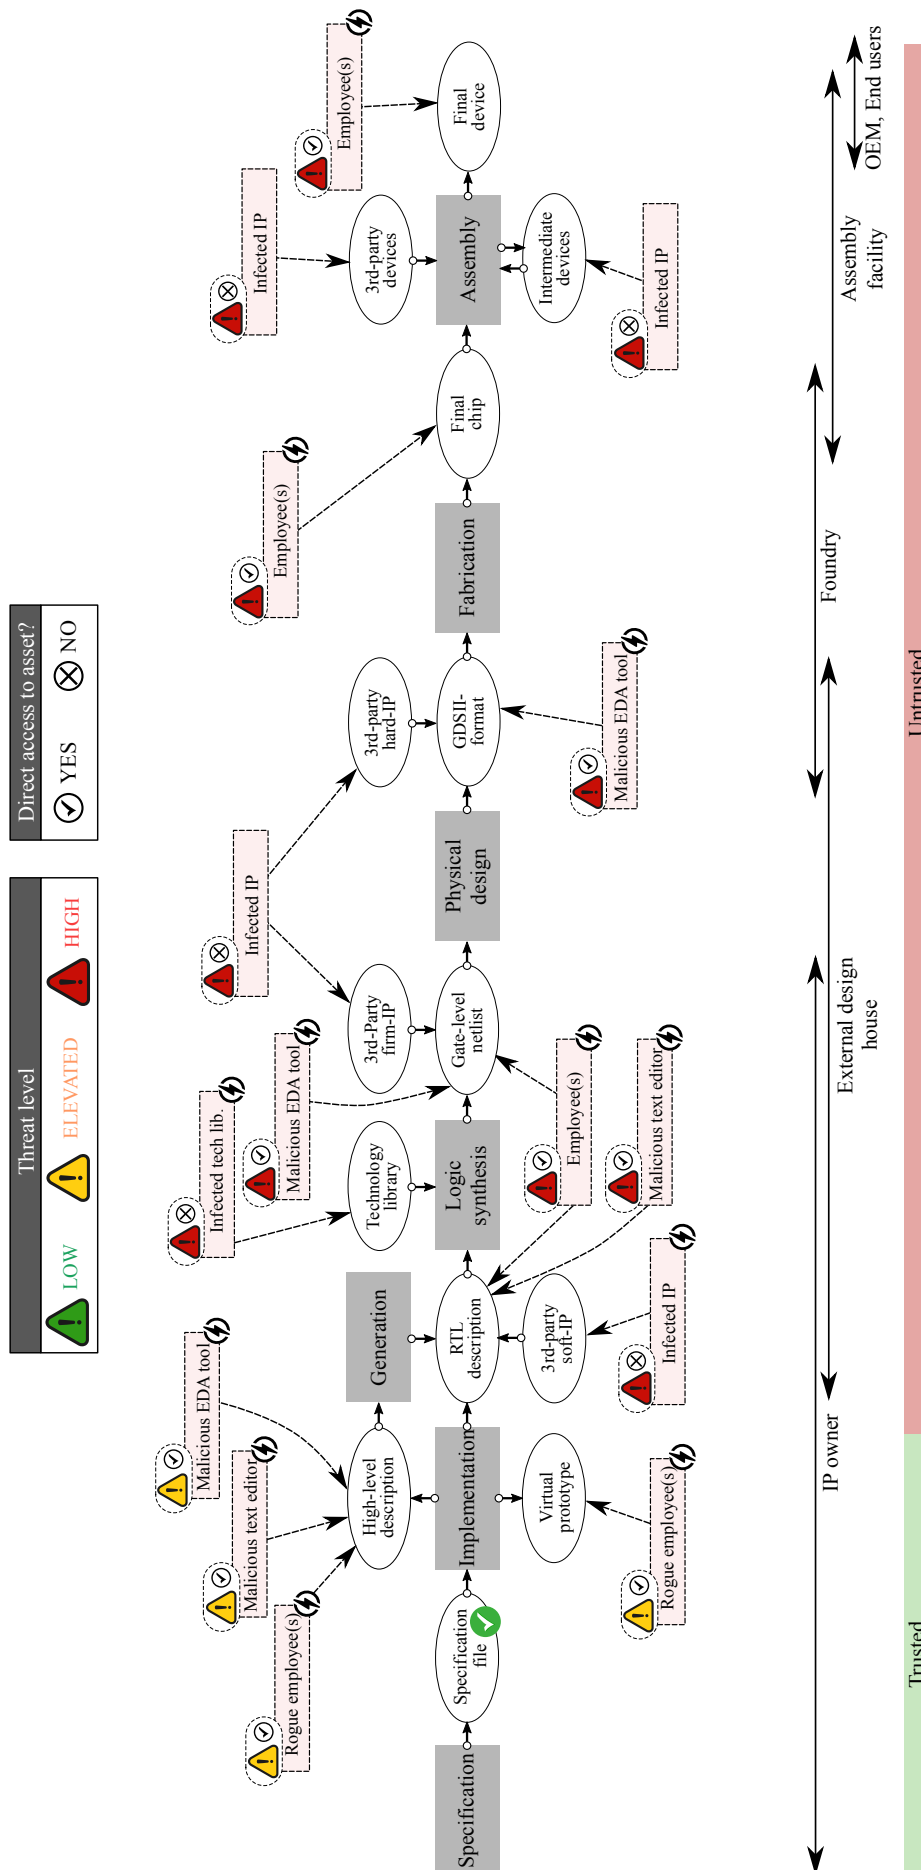 Threat level
LOW
ELEVATED
HIGH
Direct access to asset?
YES
NO
Infected tech lib.
Infected IP
Infected IP
Employee(s)
Malicious EDA tool
Malicious text editor
Rogue employee(s)
Malicious EDA tool
Employee(s)
High-level
description
Generation
Technology
library
3rd-Party
firm-IP
3rd-party
hard-IP
3rd-party
devices
Specification
Specification
file
Implementation
RTL
description
Logic
synthesis
Gate-level
netlist
Physical
design
GDSII-
format
Fabrication
Final
chip
Assembly
Final
device
Virtual
prototype
3rd-party
soft-IP
Intermediate
devices
Rogue employee(s)
Infected IP
Employee(s)
Malicious text editor
Malicious EDA tool
Infected IP
IP owner
External design
house
Foundry
Assembly
facility
OEM, End users
Trusted
Untrusted